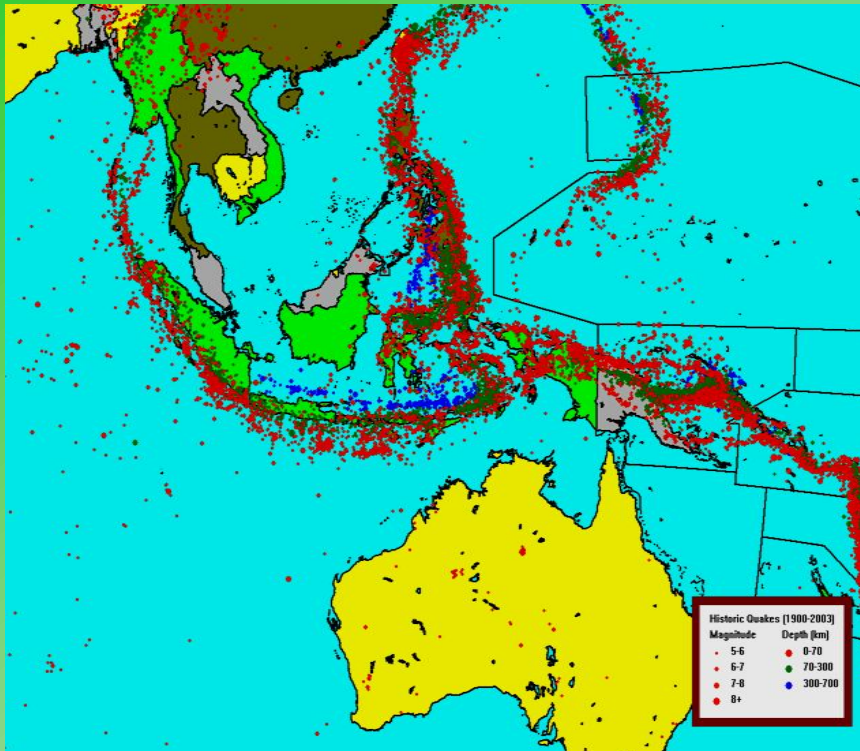 Historic Quakes (1900-2003)
Magnitude Depth (km)
5-6 0-70
6-7 70-300
7-8 300-700
8+